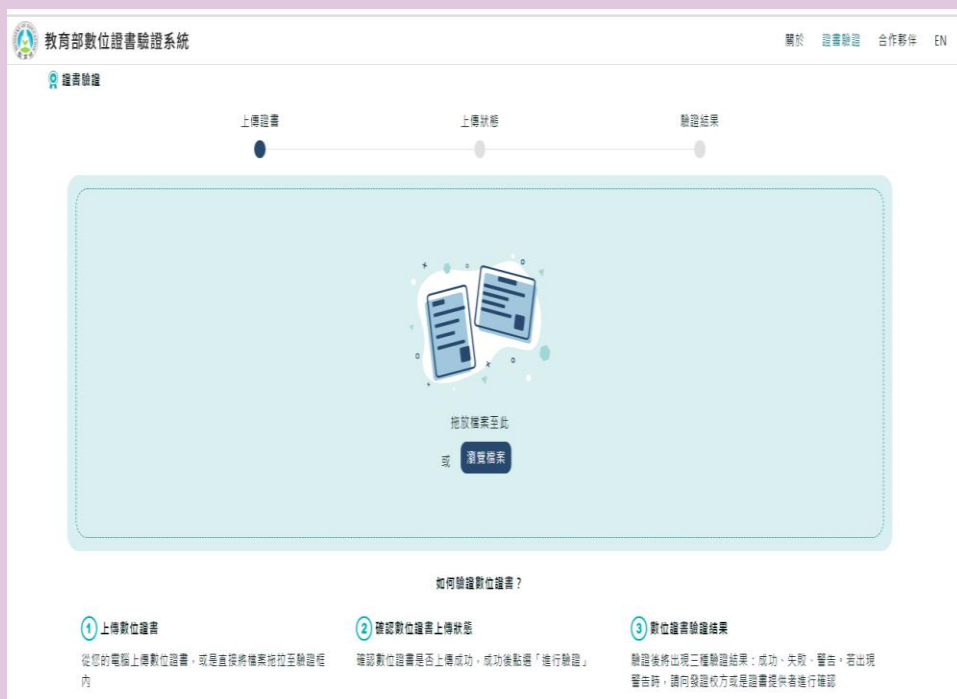 教育部數位證書驗證系統
關於 證書驗證 合作夥伴 EN
證書驗證
上傳證書 上傳狀態 驗證結果
拖放檔案至此
或 瀏覽檔案
如何驗證數位證書？
1 上傳數位證書
從您的電腦上傳數位證書，或是直接將檔案拖拉至驗證框
內
2 確認數位證書上傳狀態
確認數位證書是否上傳成功，成功後點選「進行驗證」
3 數位證書驗證結果
驗證後將出現三種驗證結果：成功、失敗、警告。若出現
警告時，請向發證校方或是證書提供者進行確認